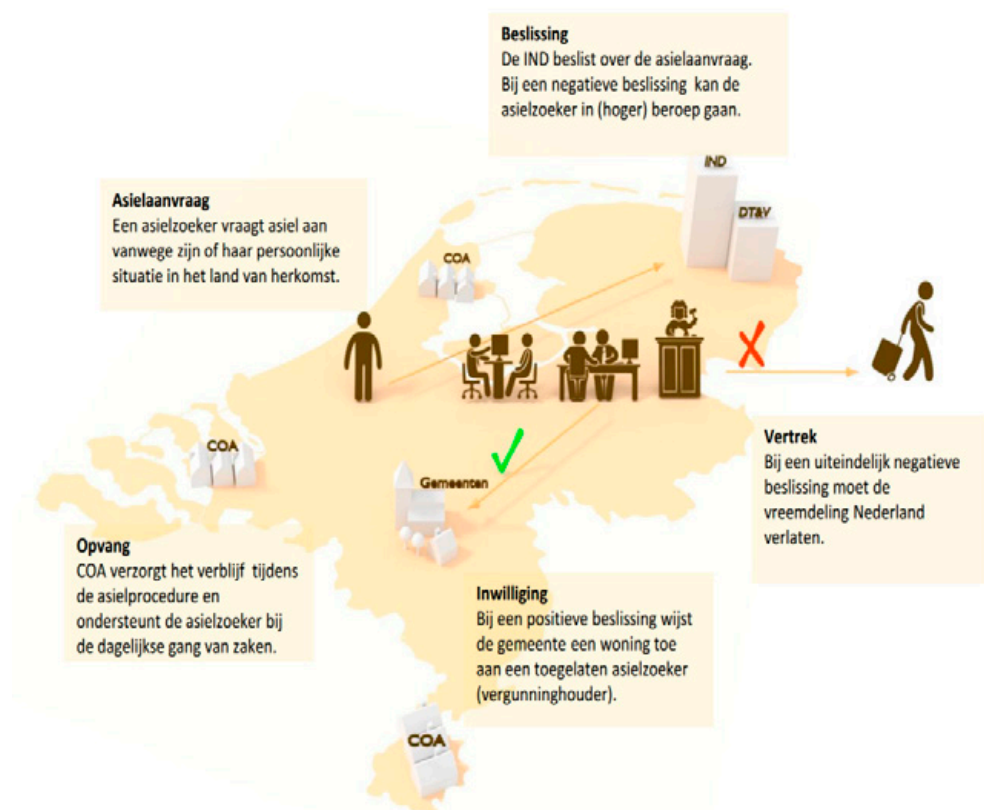 Beslissing
De IND beslist over de asielaanvraag.
Bij een negatieve beslissing kan de
asielzoeker in (hoger) beroep gaan.
IND
DT&V
Asielaanvraag
Een asielzoeker vraagt asiel aan
vanwege zijn of haar persoonlijke
situatie in het land van herkomst.
COA
COA
Gemeenten
Vertrek
Bij een uiteindelijk negatieve
beslissing moet de
vreemdeling Nederland
verlaten.
Opvang
COA verzorgt het verblijf tijdens
de asielprocedure en
ondersteunt de asielzoeker bij
de dagelijkse gang van zaken.
Inwilliging
Bij een positieve beslissing wijst
de gemeente een woning toe
aan een toegelaten asielzoeker
(vergunninghouder).
COA